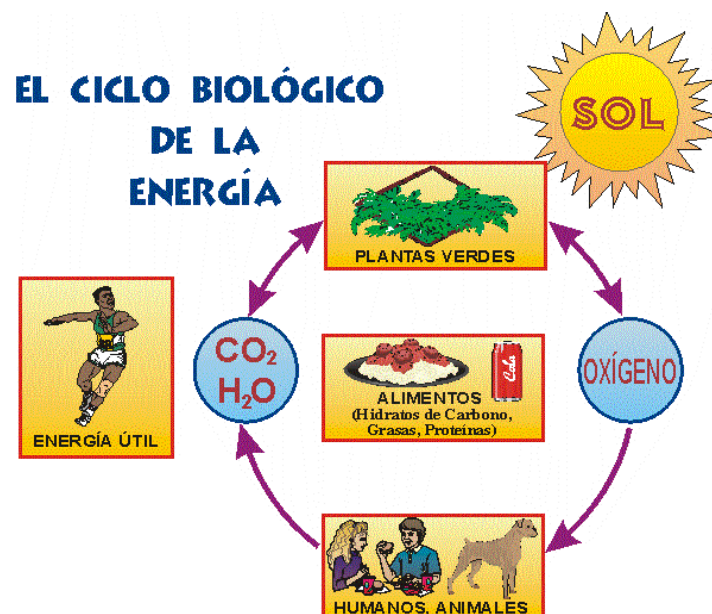 EL CICLO BIOLÓGICO
DE LA
ENERGÍA
SOL
PLANTAS VERDES
ENERGÍA ÚTIL
CO₂
H₂O
Cola
ALIMENTOS
(Hidratos de Carbono,
Grasas, Proteínas)
OXÍGENO
HUMANOS, ANIMALES